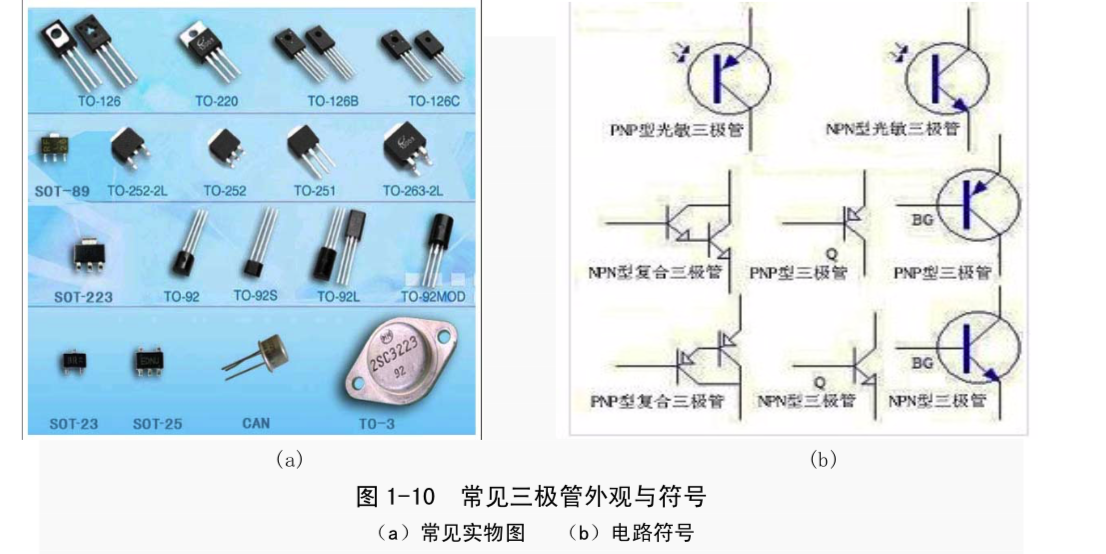 TO-126 TO-220 TO-126B TO-126C
SOT-89 TO-252-2L TO-252 TO-251 TO-263-2L
SOT-223 TO-92 TO-92S TO-92L TO-92MOD
2SC3223
92
SOT-23 SOT-25 CAN TO-3
(a)
PNP型光敏三极管 NPN型光敏三极管
BG
Q
NPN型复合三极管 PNP型三极管 PNP型三极管
BG
Q
PNP型复合三极管 NPN型三极管 NPN型三极管
(b)
图 1-10 常见三极管外观与符号
（a）常见实物图 （b）电路符号